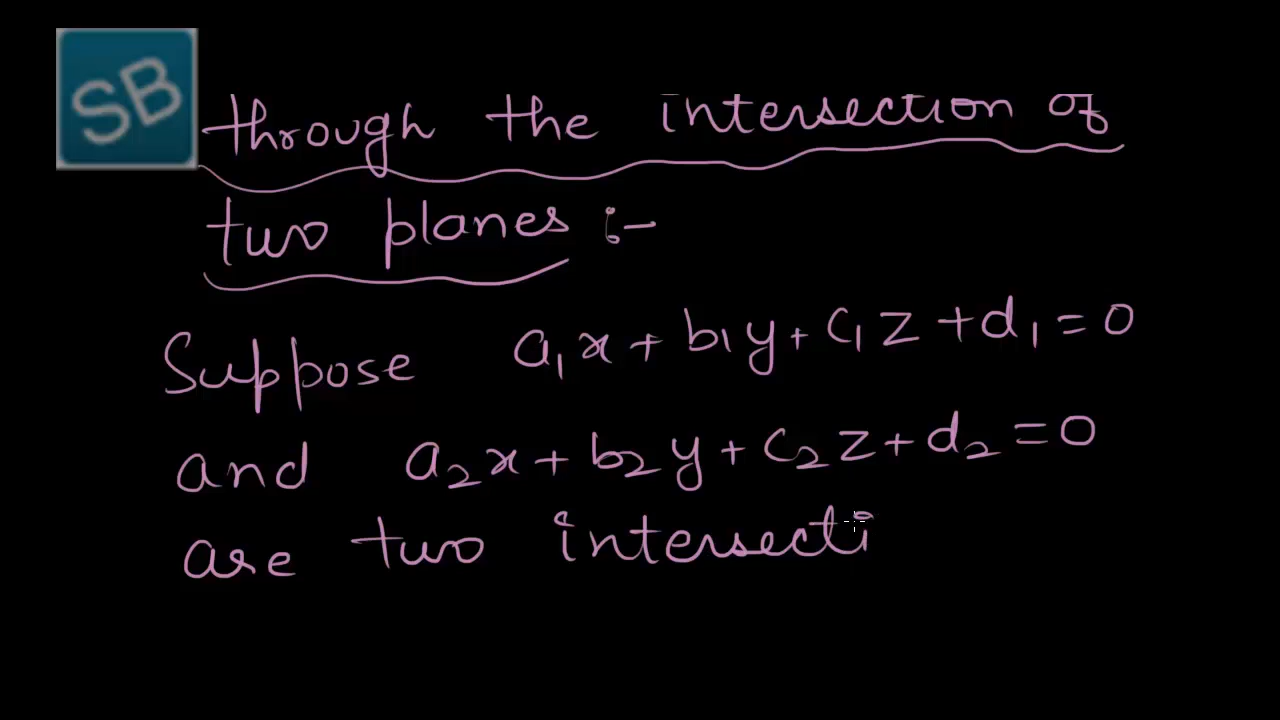 SB
through the intersection of
two planes :-
Suppose a₁x + b₁y + c₁z + d₁ = 0
and a₂x + b₂y + c₂z + d₂ = 0
are two intersecti